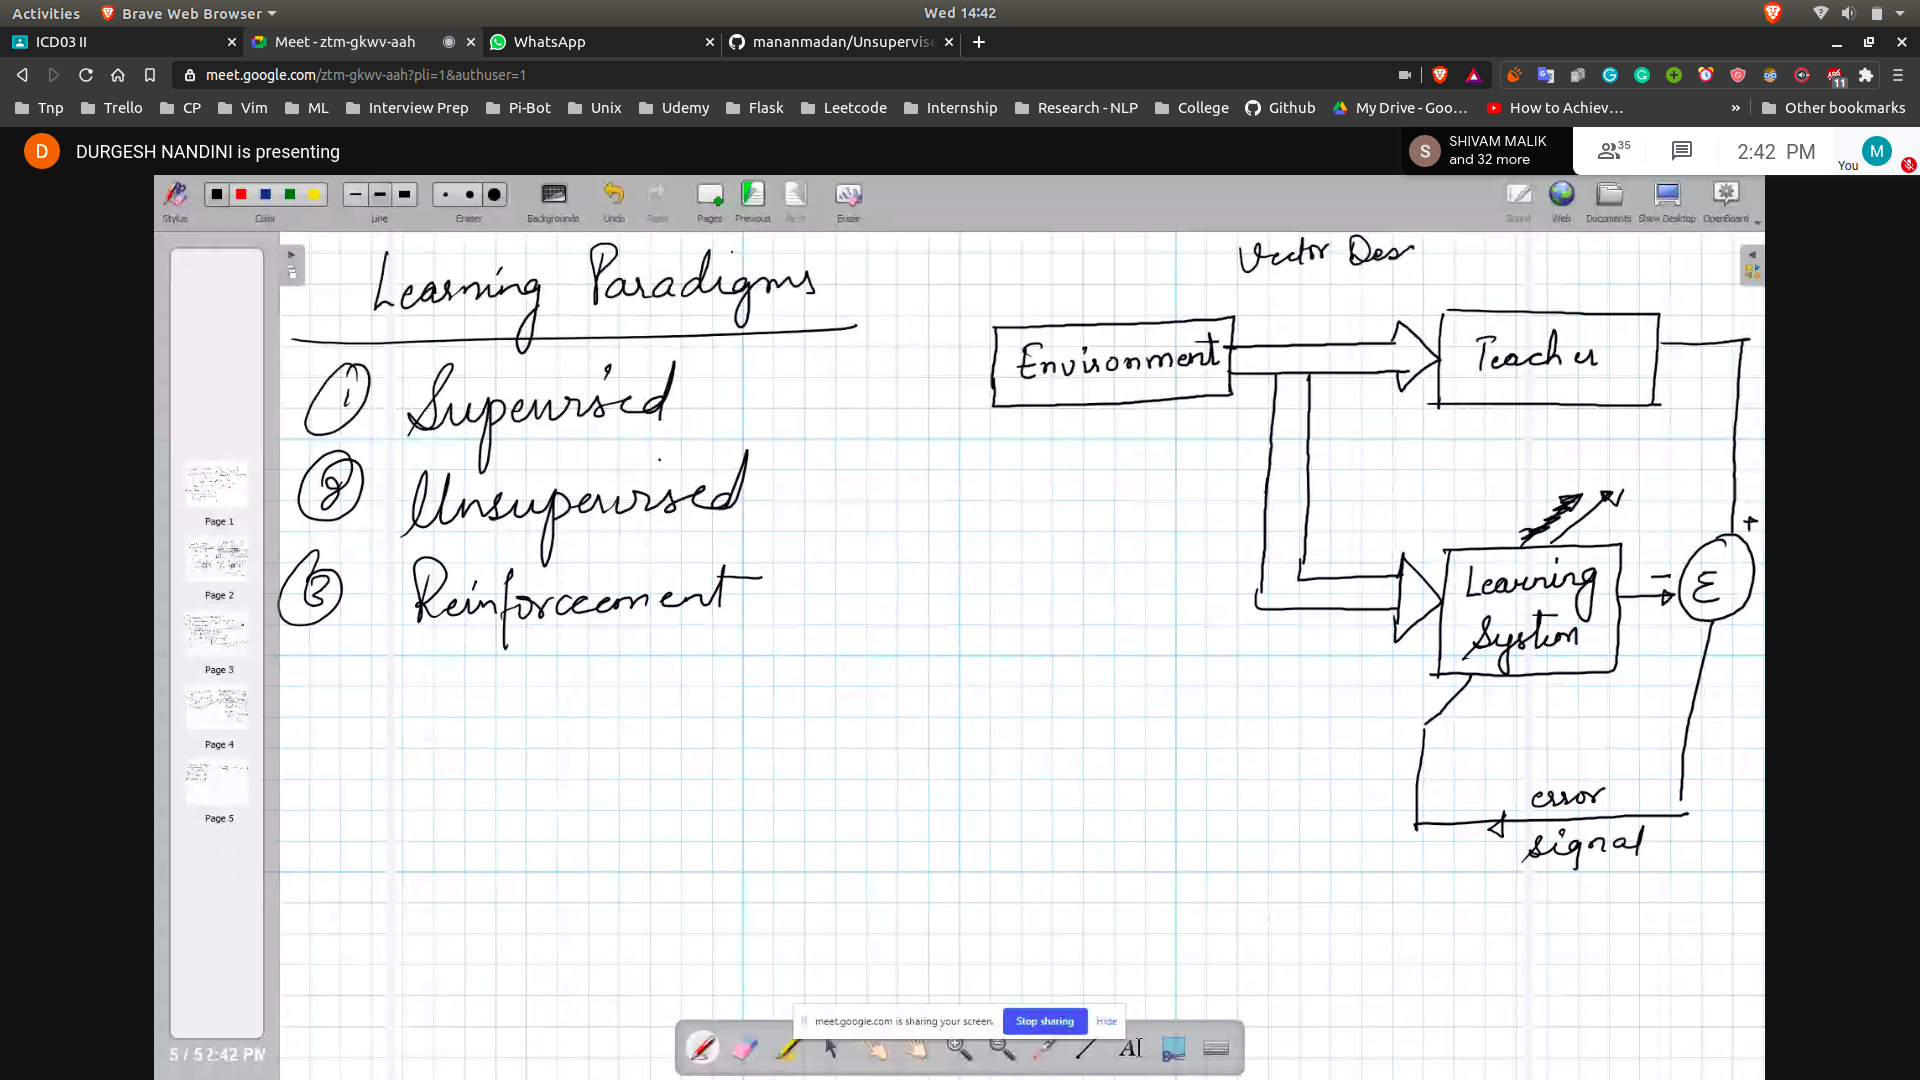 Activities Brave Web Browser Wed 14:42
ICD03 II Meet - ztm-gkwv-aah WhatsApp mananmadan/Unsupervise
meet.google.com/ztm-gkwv-aah?pli=1&authuser=1 11
Tnp Trello CP Vim ML Interview Prep Pi-Bot Unix Udemy Flask Leetcode Internship Research - NLP College Github My Drive - Goo... How to Achiev... » Other bookmarks
D DURGESH NANDINI is presenting S SHIVAM MALIK and 32 more 35 2:42 PM You M
Stylus Color Line Eraser Backgrounds Undo Redo Pages Previous Next Erase Board Web Documents Show Desktop OpenBoard
Learning Paradigms
① Supervised
② Unsupervised
③ Reinforcement
Vector Des
Environment
Teacher
+
Learning
System
-
Σ
error
signal
Page 1
Page 2
Page 3
Page 4
Page 5
5 / 5 2:42 PM
meet.google.com is sharing your screen. Stop sharing Hide
AI